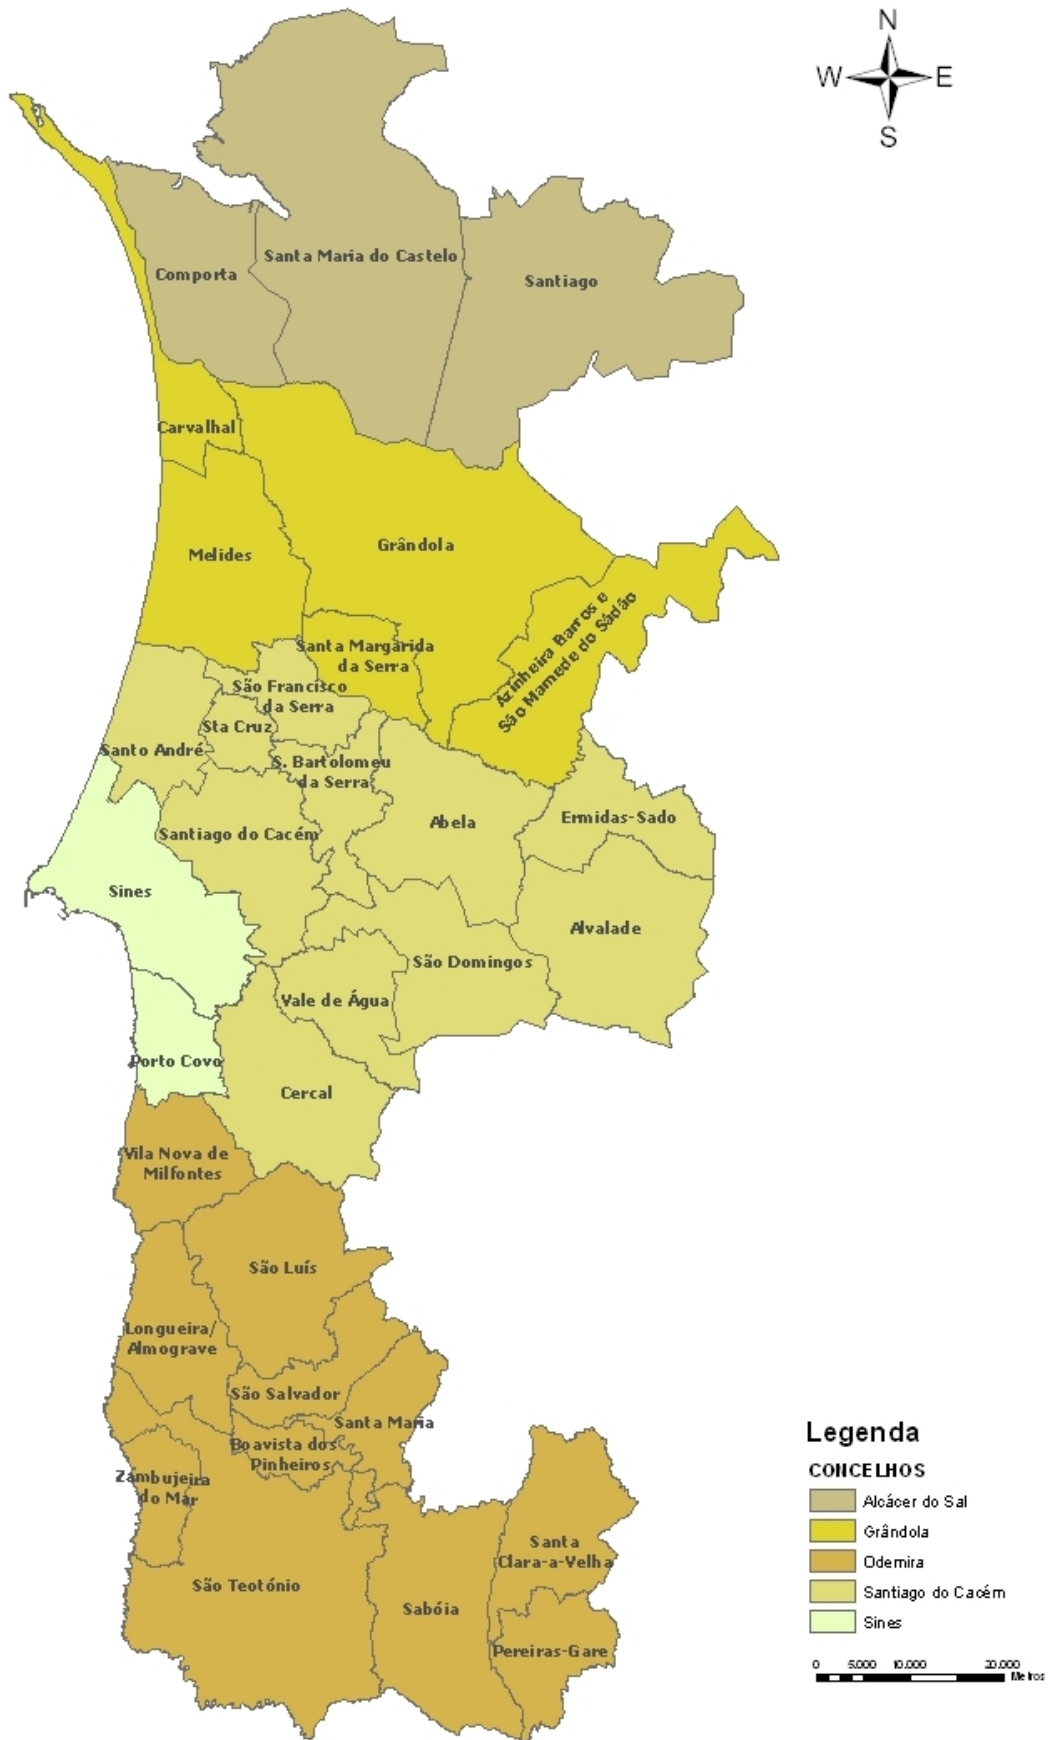 N
W E
S
Santa Maria do Castelo
Comporta
Santiago
Carvalhal
Grândola
Melides
Azinheira Barros e
São Mamede do Sádão
Santa Margarida
da Serra
São Francisco
da Serra
Sta Cruz
Santo André
S. Bartolomeu
da Serra
Ermidas-Sado
Abela
Santiago do Cacém
Sines
Alvalade
São Domingos
Vale de Água
Porto Covo
Cercal
Vila Nova de
Milfontes
São Luís
Longueira/
Almograve
São Salvador
Santa Maria
Boavista dos
Pinheiros
Zambujeira
do Mar
Santa
Clara-a-Velha
São Teotónio
Sabóia
Pereiras-Gare
Legenda
CONCELHOS
Alcácer do Sal
Grândola
Odemira
Santiago do Cacém
Sines
0 5.000 10.000 20.000
Metros